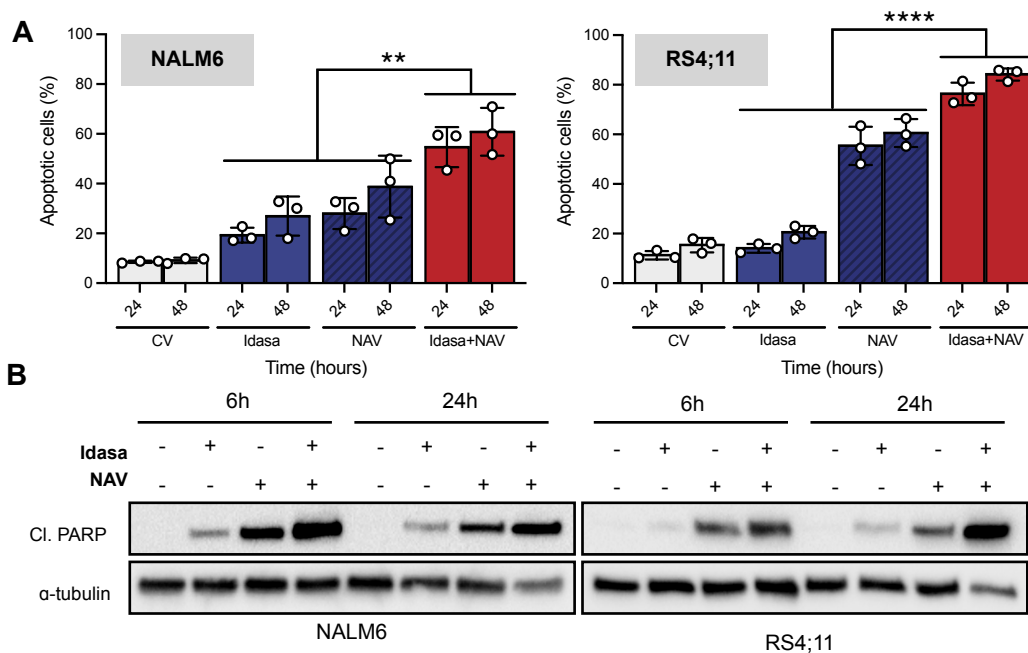 A
NALM6
**
Apoptotic cells (%)
100
80
60
40
20
0
24 48 24 48 24 48 24 48
CV Idasa NAV Idasa+NAV
Time (hours)
RS4;11
****
Apoptotic cells (%)
100
80
60
40
20
0
24 48 24 48 24 48 24 48
CV Idasa NAV Idasa+NAV
Time (hours)
B
6h 24h 6h 24h
Idasa - + - + - + - + - + - + - + - +
NAV - - + + - - + + - - + + - - + +
Cl. PARP
α-tubulin
NALM6 RS4;11